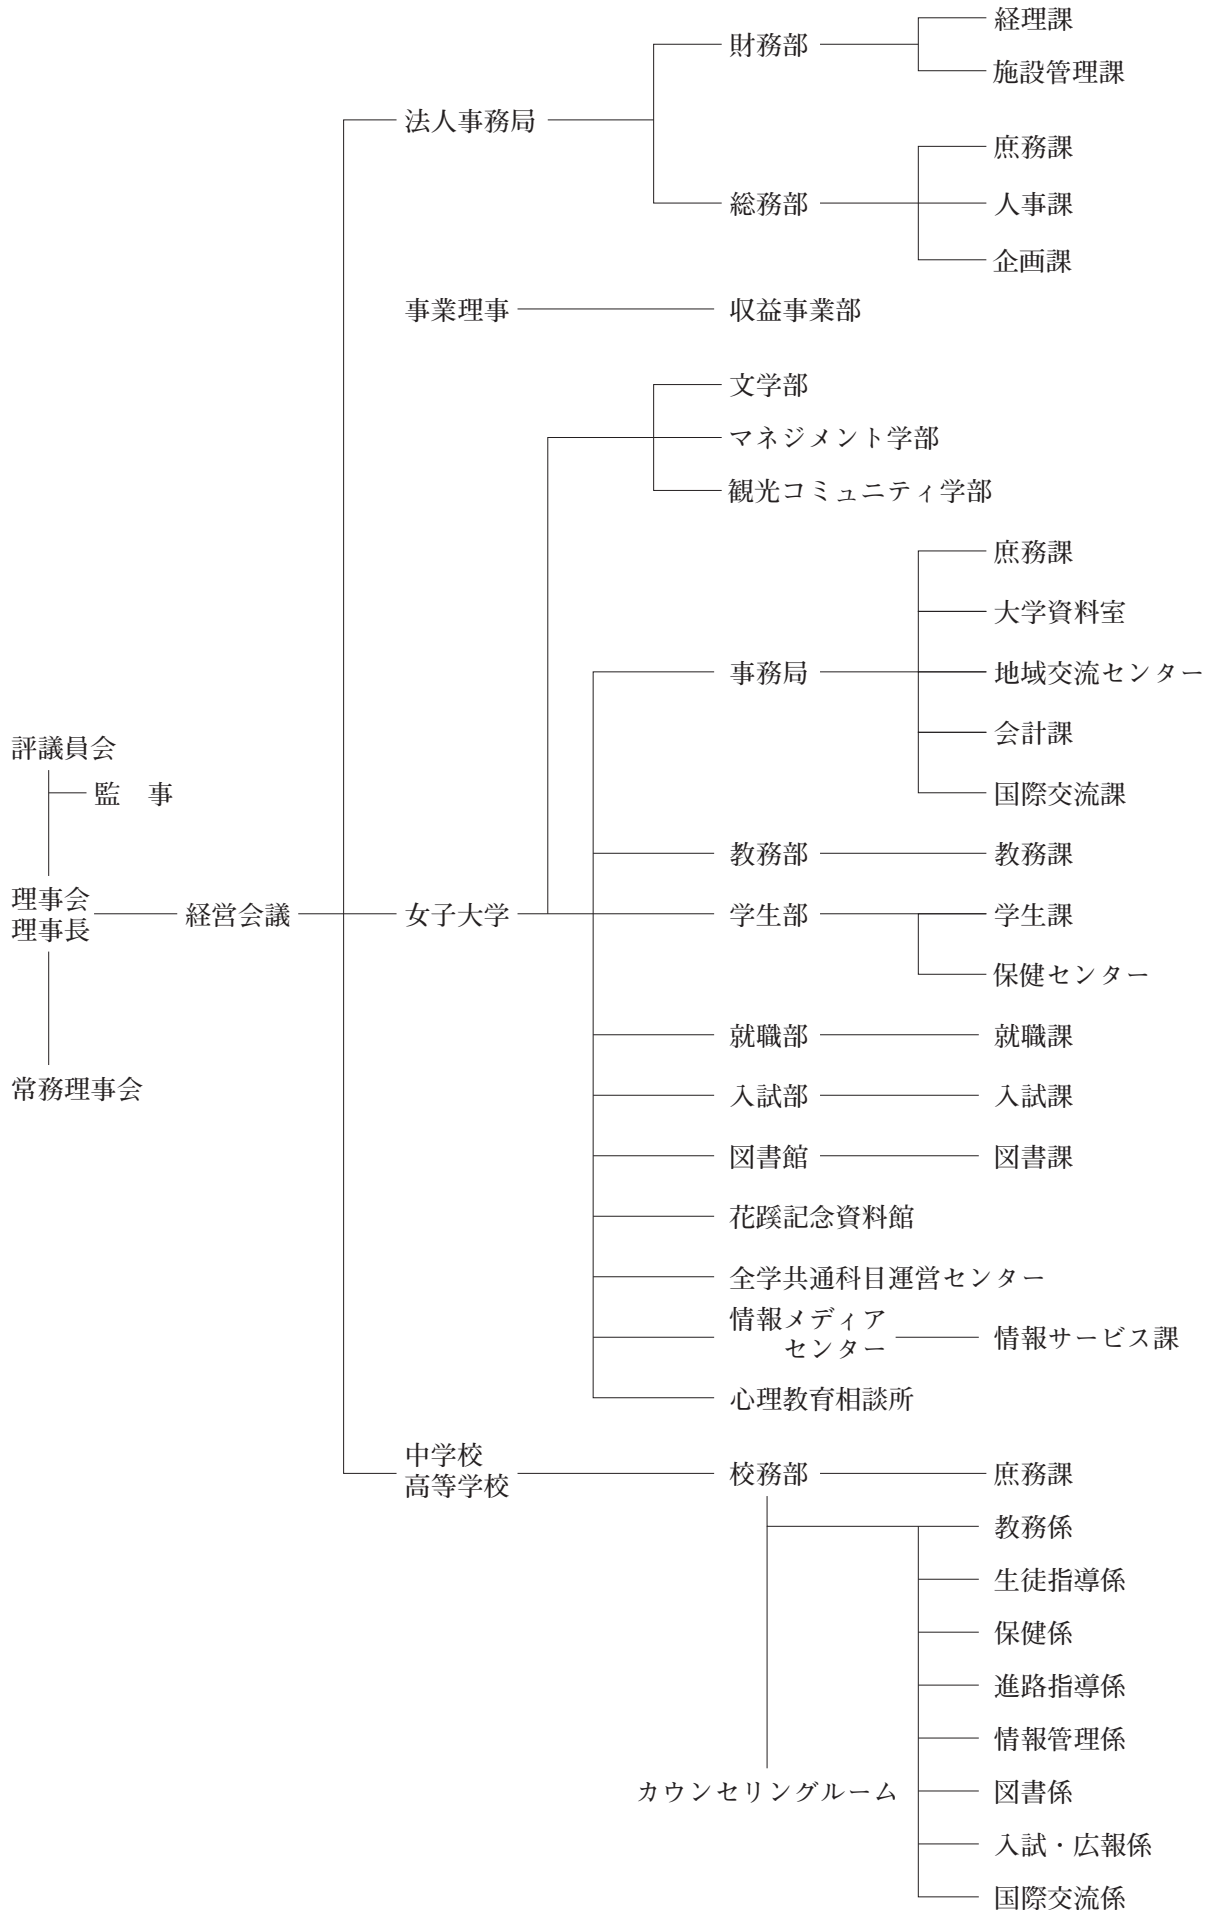 経理課
財務部
施設管理課
法人事務局
庶務課
総務部
人事課
企画課
事業理事
収益事業部
文学部
マネジメント学部
観光コミュニティ学部
庶務課
大学資料室
事務局
地域交流センター
会計課
国際交流課
評議員会
監　事
理事会
理事長
経営会議
女子大学
常務理事会
教務部
教務課
学生部
学生課
保健センター
就職部
就職課
入試部
入試課
図書館
図書課
花蹊記念資料館
全学共通科目運営センター
情報メディア
センター
情報サービス課
心理教育相談所
中学校
高等学校
校務部
庶務課
教務係
生徒指導係
保健係
進路指導係
情報管理係
カウンセリングルーム
図書係
入試・広報係
国際交流係